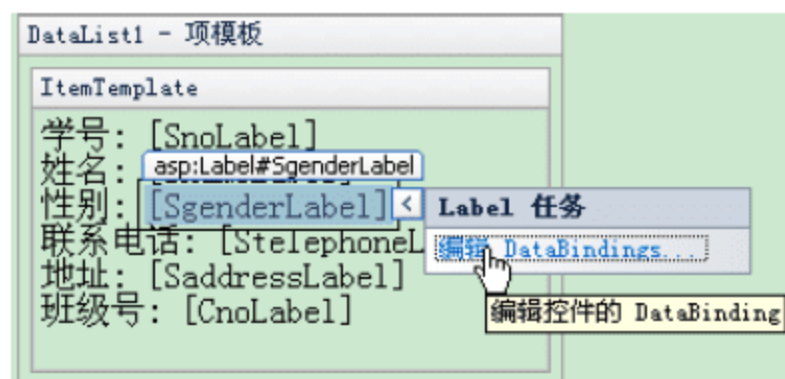 DataList1 - 项模板
ItemTemplate
学号: [SnoLabel]
姓名:
asp:Label#SgenderLabel
性别: [SgenderLabel]
<
Label 任务
联系电话: [StelephoneL
编辑 DataBindings...
地址: [SaddressLabel]
班级号: [CnoLabel]
编辑控件的 DataBinding